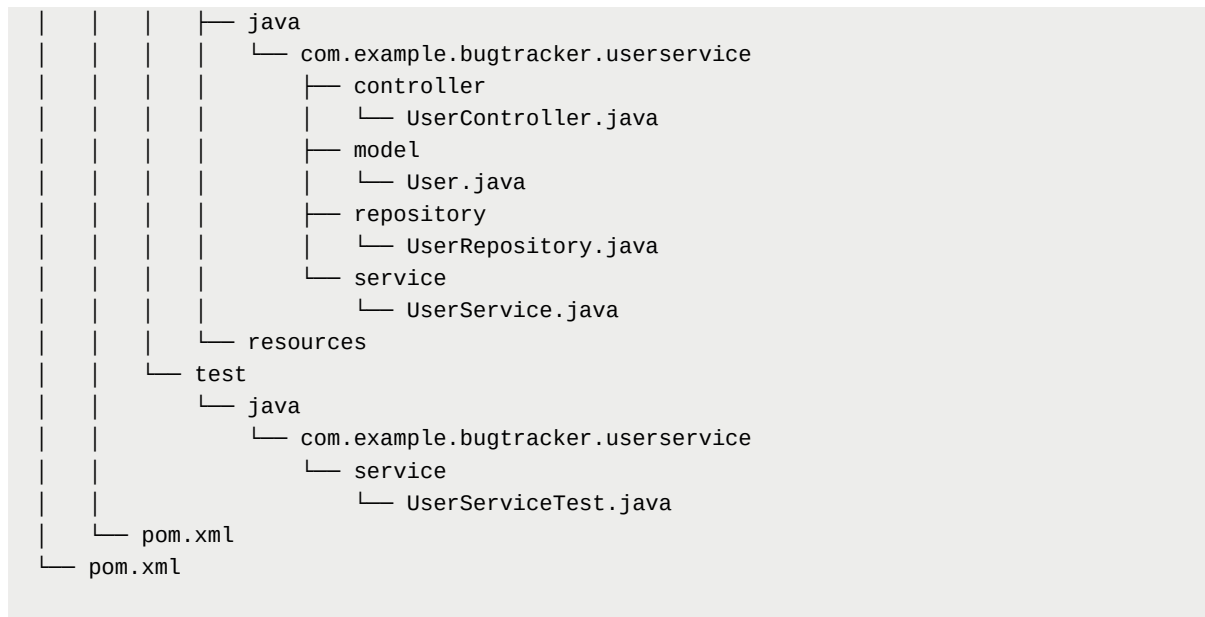 │   │   │   ├── java
│   │   │   │   └── com.example.bugtracker.userservice
│   │   │   │       ├── controller
│   │   │   │       │   └── UserController.java
│   │   │   │       ├── model
│   │   │   │       │   └── User.java
│   │   │   │       ├── repository
│   │   │   │       │   └── UserRepository.java
│   │   │   │       └── service
│   │   │   │           └── UserService.java
│   │   │   └── resources
│   │   └── test
│   │       └── java
│   │           └── com.example.bugtracker.userservice
│   │               └── service
│   │                   └── UserServiceTest.java
│   └── pom.xml
└── pom.xml